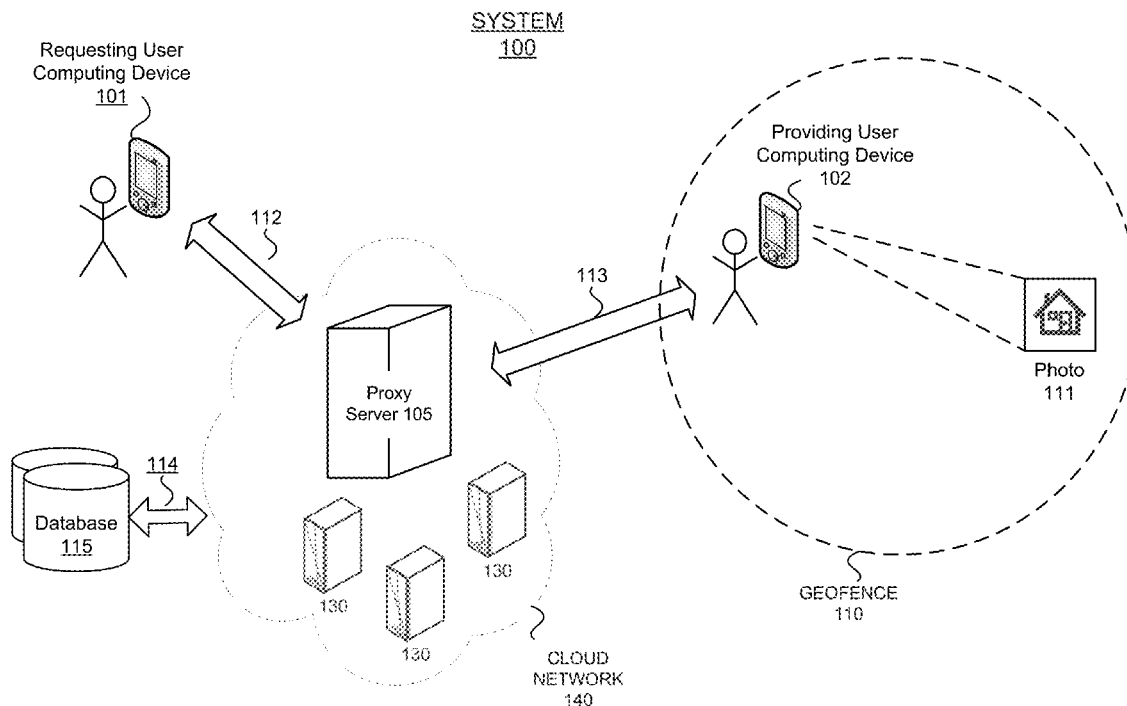 SYSTEM
100
Requesting User
Computing Device
101
Providing User
Computing Device
102
112
113
Proxy
Server 105
Photo
111
114
Database
115
130
130
130
GEOFENCE
110
CLOUD
NETWORK
140